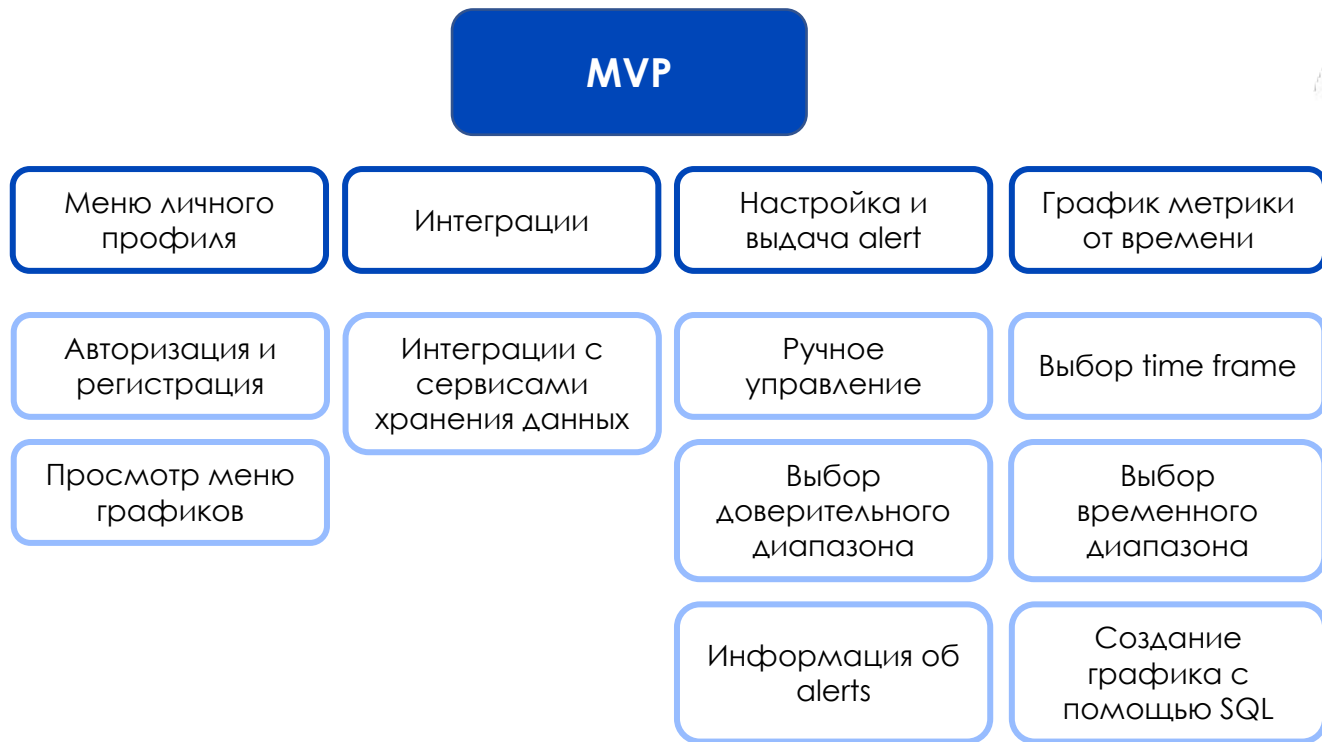 MVP
Меню личного
профиля
Интеграции
Настройка и
выдача alert
График метрики
от времени
Авторизация и
регистрация
Интеграции с
сервисами
хранения данных
Ручное
управление
Выбор time frame
Просмотр меню
графиков
Выбор
доверительного
диапазона
Выбор
временного
диапазона
Информация об
alerts
Создание
графика с
помощью SQL